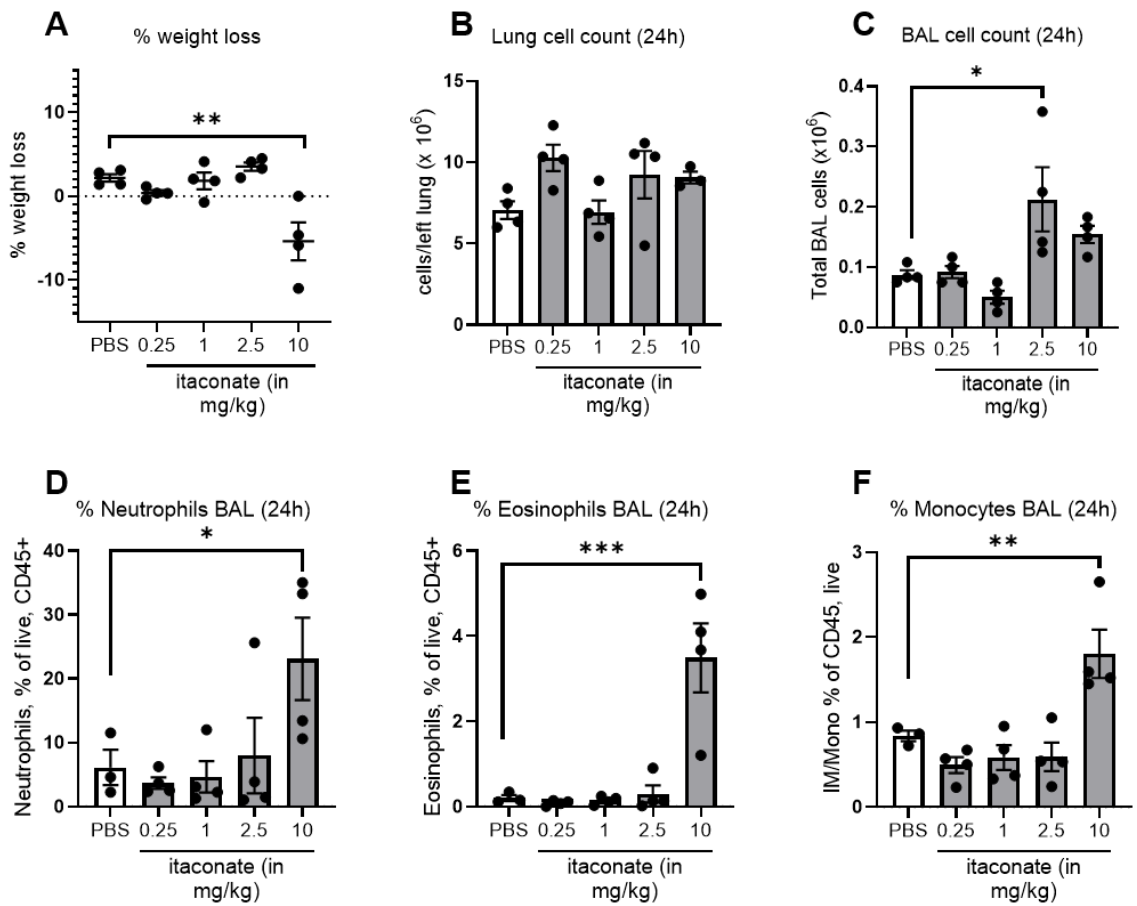 A
% weight loss
% weight loss
10
0
-10
**
PBS
0.25
1
2.5
10
itaconate (in
mg/kg)
B
Lung cell count (24h)
cells/left lung (x 10⁶)
15
10
5
0
PBS
0.25
1
2.5
10
itaconate (in
mg/kg)
C
BAL cell count (24h)
Total BAL cells (x10⁶)
0.4
0.3
0.2
0.1
0.0
*
PBS
0.25
1
2.5
10
itaconate (in
mg/kg)
D
% Neutrophils BAL (24h)
Neutrophils, % of live, CD45+
40
30
20
10
0
*
PBS
0.25
1
2.5
10
itaconate (in
mg/kg)
E
% Eosinophils BAL (24h)
Eosinophils, % of live, CD45+
6
4
2
0
***
PBS
0.25
1
2.5
10
itaconate (in
mg/kg)
F
% Monocytes BAL (24h)
IM/Mono % of CD45, live
3
2
1
0
**
PBS
0.25
1
2.5
10
itaconate (in
mg/kg)